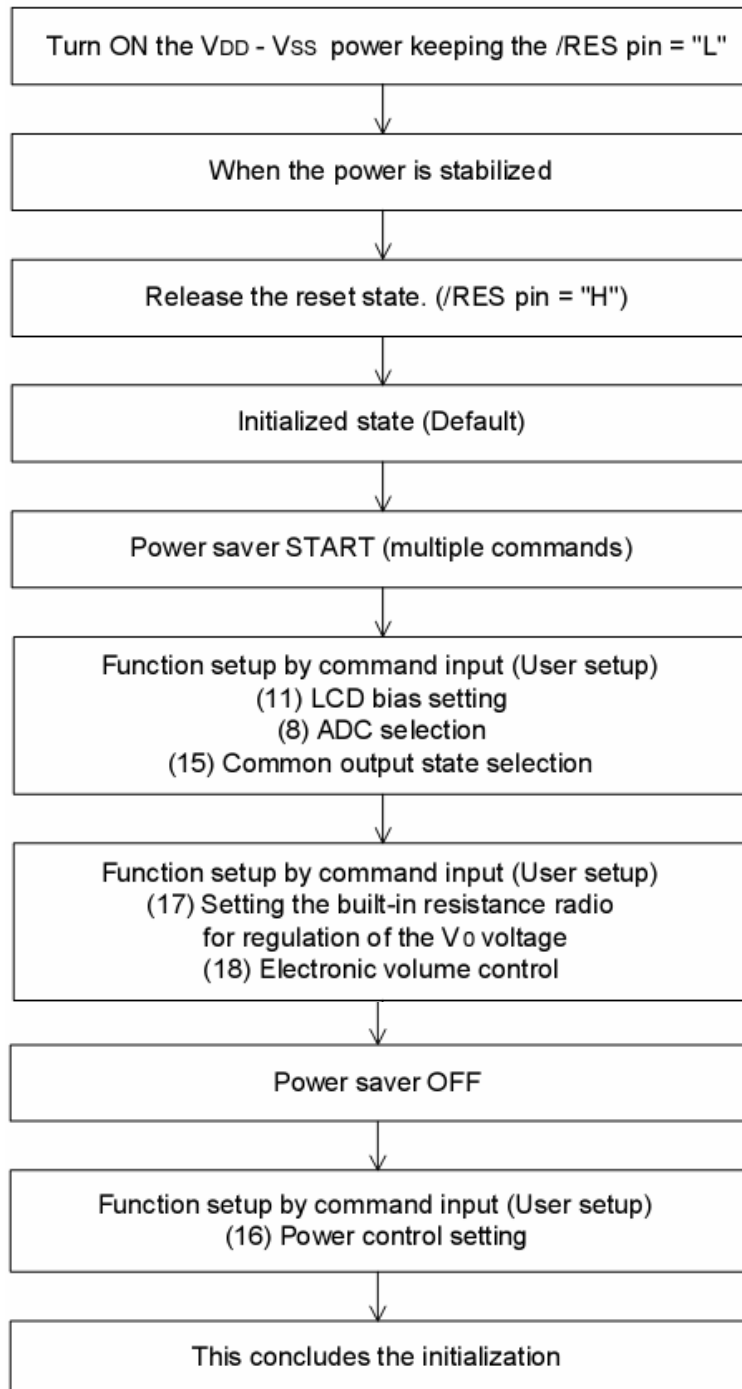 Turn ON the VDD - VSS power keeping the /RES pin = "L"
When the power is stabilized
Release the reset state. (/RES pin = "H")
Initialized state (Default)
Power saver START (multiple commands)
Function setup by command input (User setup)
(11) LCD bias setting
(8) ADC selection
(15) Common output state selection
Function setup by command input (User setup)
(17) Setting the built-in resistance radio
for regulation of the V0 voltage
(18) Electronic volume control
Power saver OFF
Function setup by command input (User setup)
(16) Power control setting
This concludes the initialization